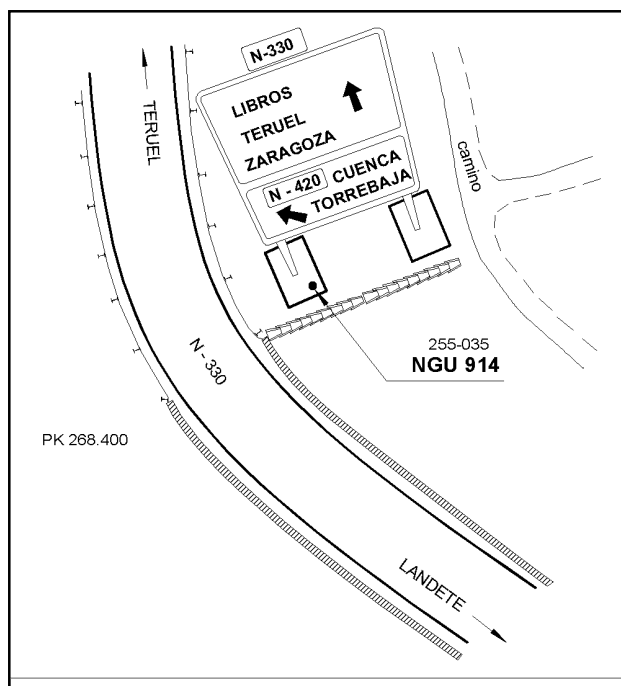 N-330
LIBROS
TERUEL
ZARAGOZA
N - 420 CUENCA
TORREBAJA
TERUEL
camino
N - 330
255-035
NGU 914
PK 268.400
LANDETE